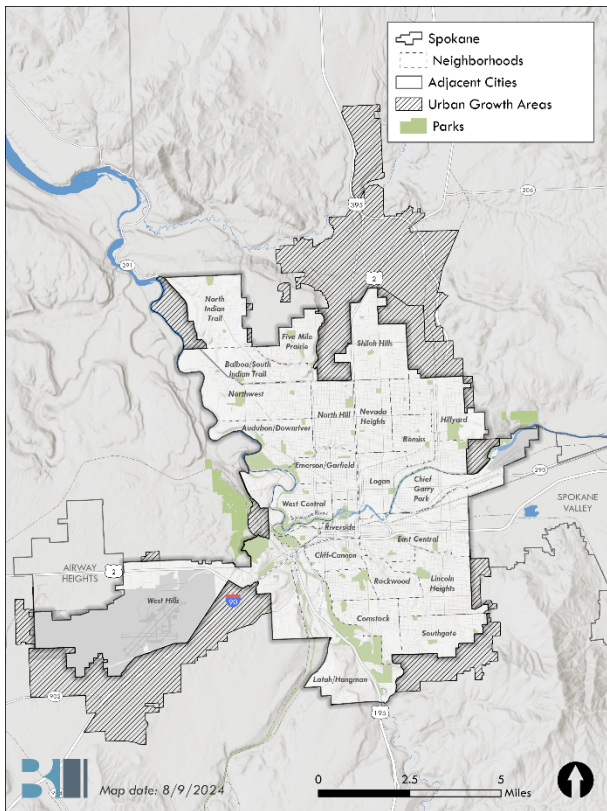 Spokane
Neighborhoods
Adjacent Cities
Urban Growth Areas
Parks
395
206
291
2
North
Indian
Trail
Five Mile
Prairie
Shiloh Hills
Balboa/South
Indian Trail
Northwest
North Hill
Nevada
Heights
Hillyard
Audubon/Downriver
Bemiss
Emerson/Garfield
290
Logan
Chief
Garry
Park
SPOKANE
VALLEY
West Central
Riverside
East Central
Cliff-Cannon
AIRWAY
HEIGHTS
2
Rockwood
Lincoln
Heights
West Hills
90
Comstock
Southgate
Latah/Hangman
902
195
Map date: 8/9/2024
0 2.5 5
Miles